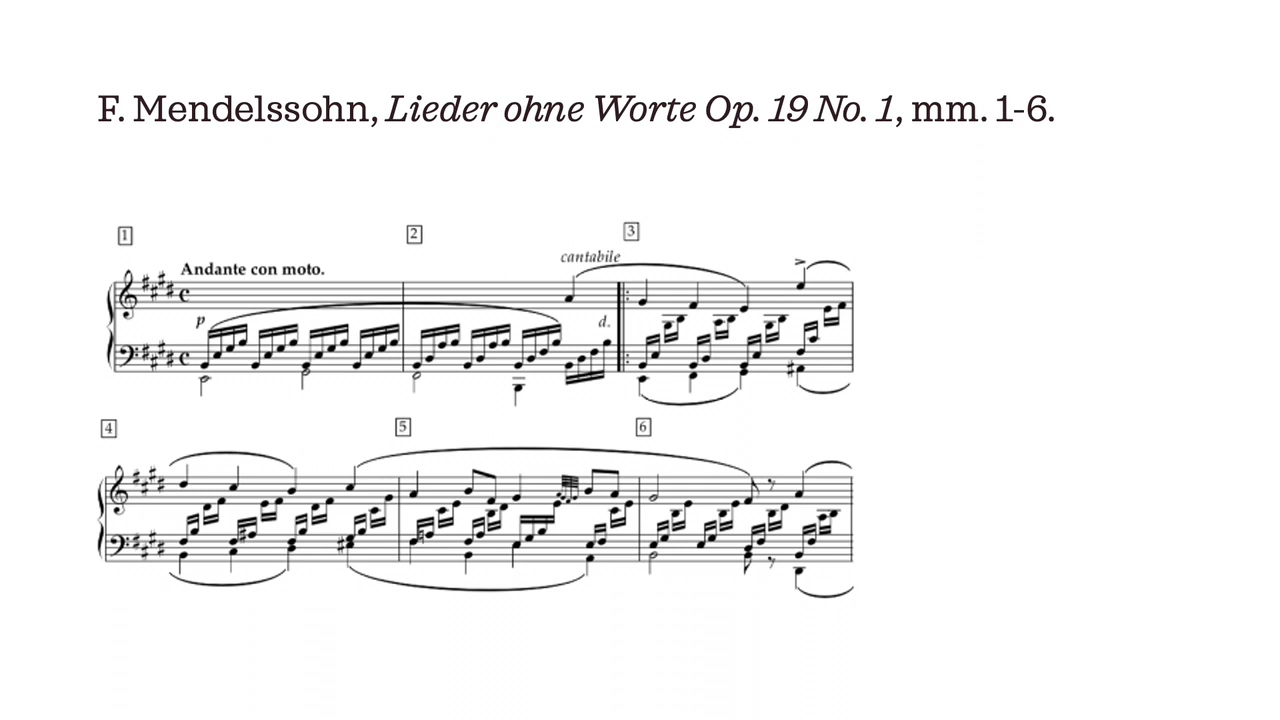 F. Mendelssohn, Lieder ohne Worte Op. 19 No. 1, mm. 1-6.
1
2
3
cantabile
Andante con moto.
p
d.
4
5
6